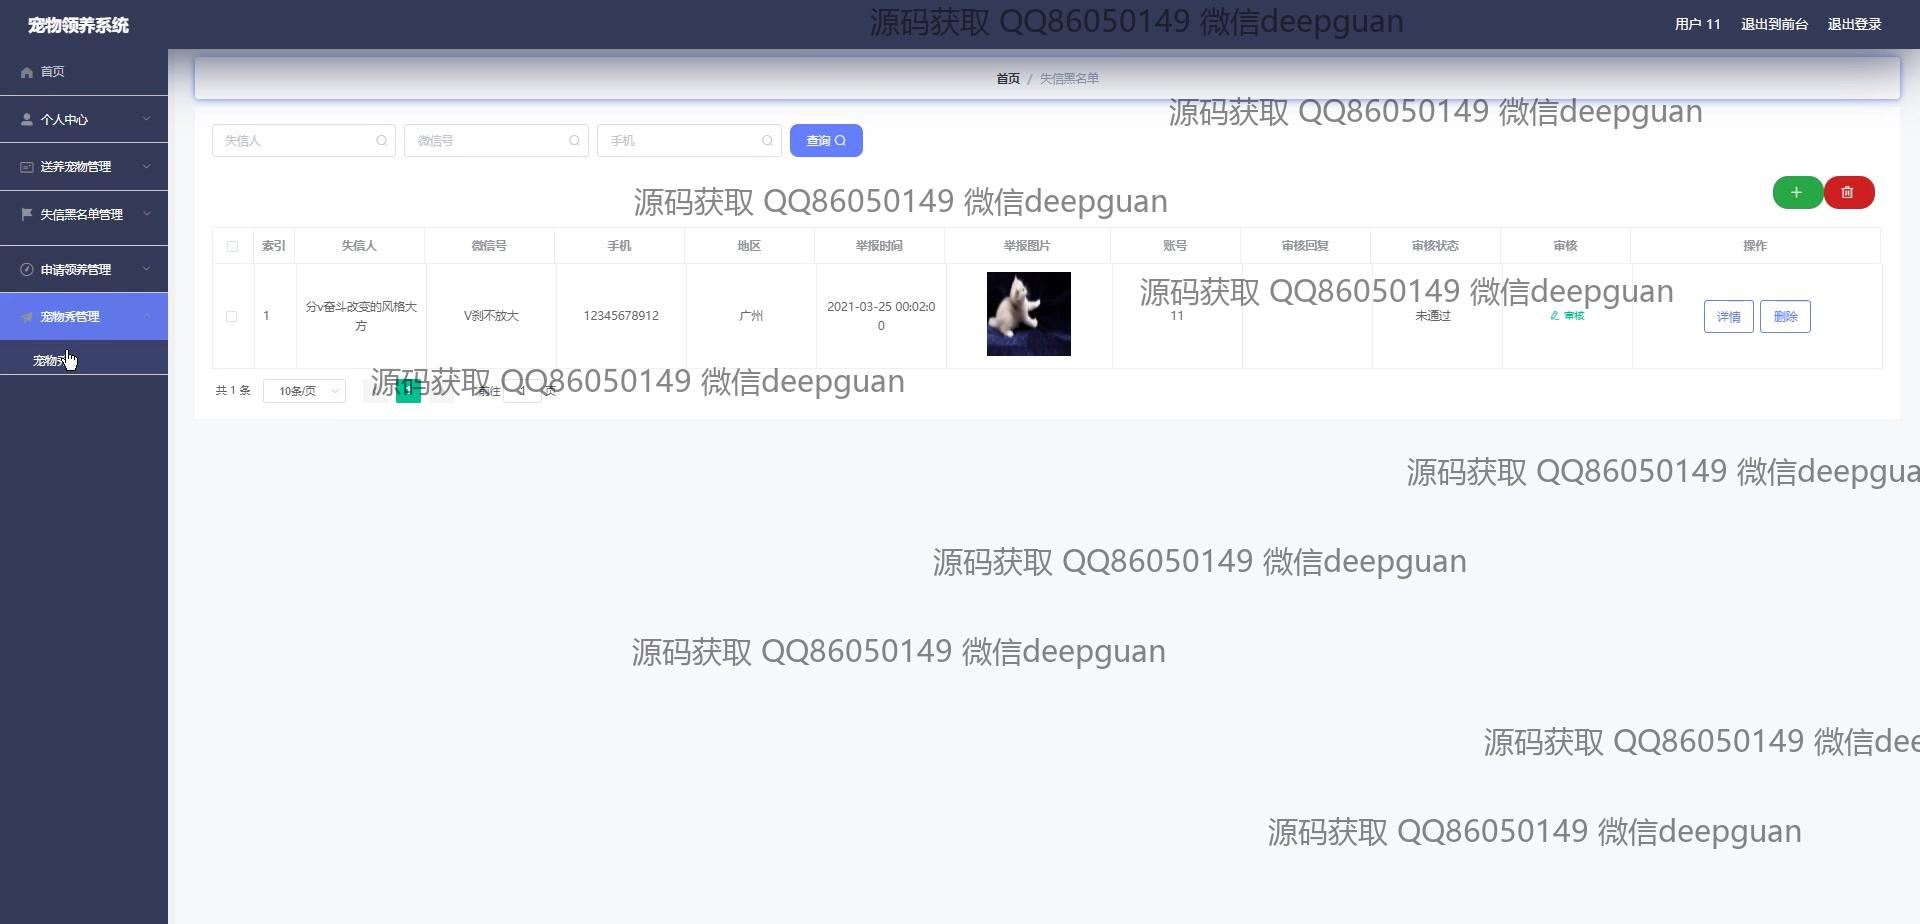 宠物领养系统
源码获取 QQ86050149 微信deepguan
用户 11 退出到前台 退出登录
首页
个人中心
送养宠物管理
失信黑名单管理
申请领养管理
宠物秀管理
宠物秀
首页 / 失信黑名单
源码获取 QQ86050149 微信deepguan
失信人 微信号 手机 查询
源码获取 QQ86050149 微信deepguan
索引 失信人 微信号 手机 地区 举报时间 举报图片 账号 审核回复 审核状态 审核 操作
源码获取 QQ86050149 微信deepguan
1 分v奋斗改变的风格大方 V刹不放大 12345678912 广州 2021-03-25 00:02:00 11 未通过 审核 详情 删除
源码获取 QQ86050149 微信deepguan
共 1 条 10条/页 1 前往 1 页
源码获取 QQ86050149 微信deepgua
源码获取 QQ86050149 微信deepguan
源码获取 QQ86050149 微信deepguan
源码获取 QQ86050149 微信dee
源码获取 QQ86050149 微信deepguan